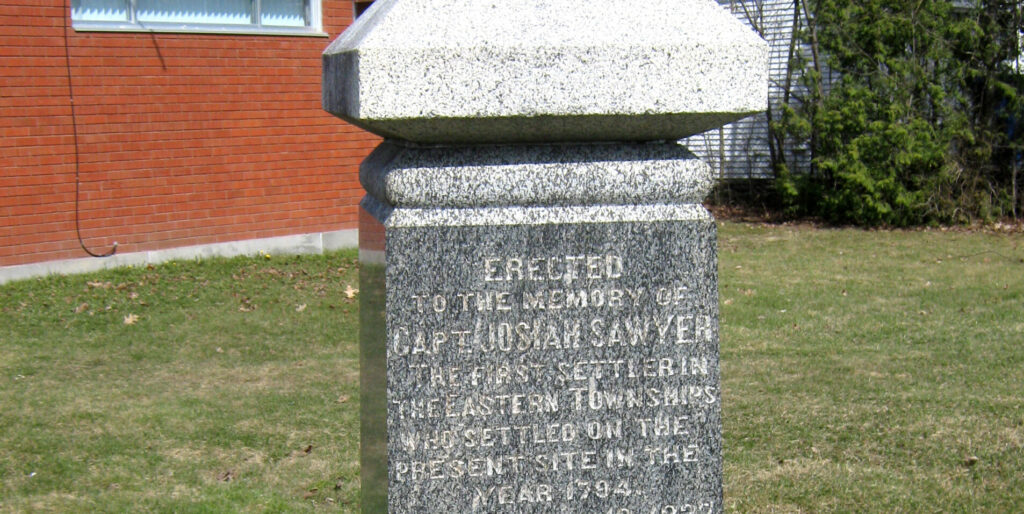 ERECTED
TO THE MEMORY OF
CAPT. JOSIAH SAWYER
THE FIRST SETTLER IN
THE EASTERN TOWNSHIPS
WHO SETTLED ON THE
PRESENT SITE IN THE
YEAR 1794.